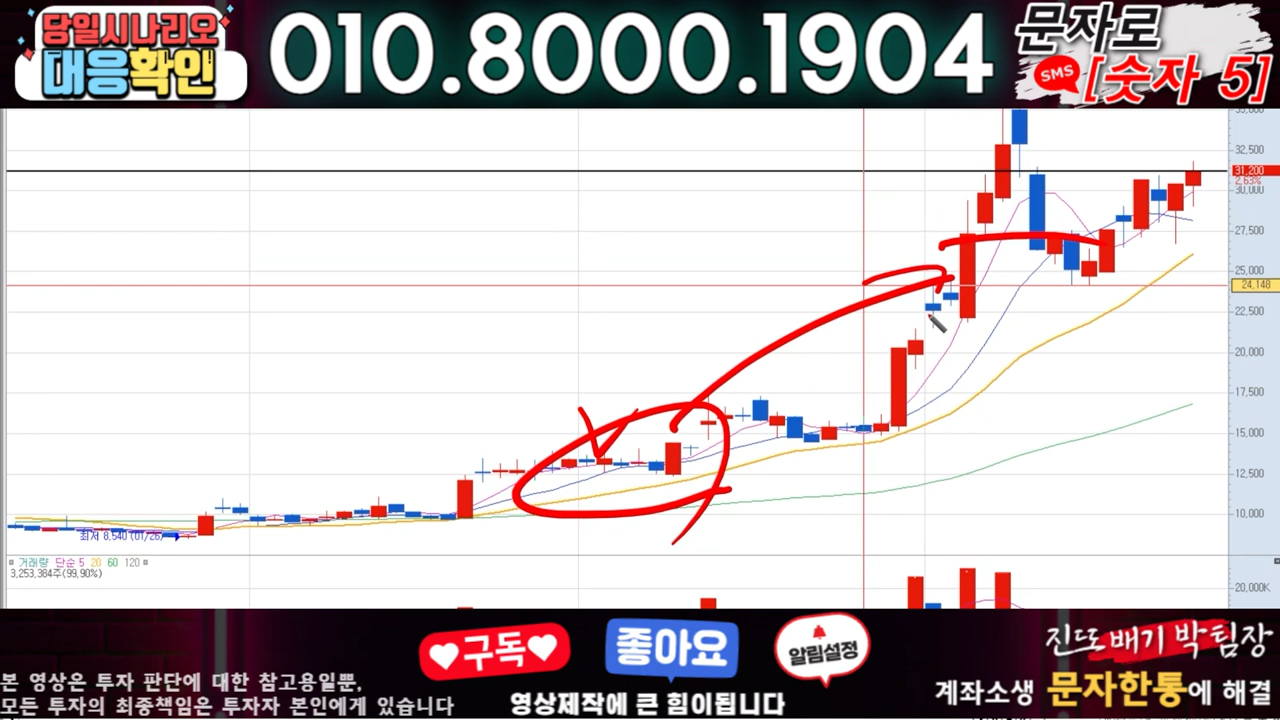 당일시나리오
대응확인
010.8000.1904
문자로
SMS [숫자 5]
32,500
31,200
2.63%
30,000
27,500
25,000
24,148
22,500
20,000
17,500
15,000
12,500
10,000
최저 8,540 (01/26)
거래량 단순 5 20 60 120
3,253,384주(99.90%)
20,000K
구독
좋아요
알림설정
진또배기 박팀장
본 영상은 투자 판단에 대한 참고용일뿐,
모든 투자의 최종책임은 투자자 본인에게 있습니다
영상제작에 큰 힘이됩니다
계좌소생 문자한통에 해결